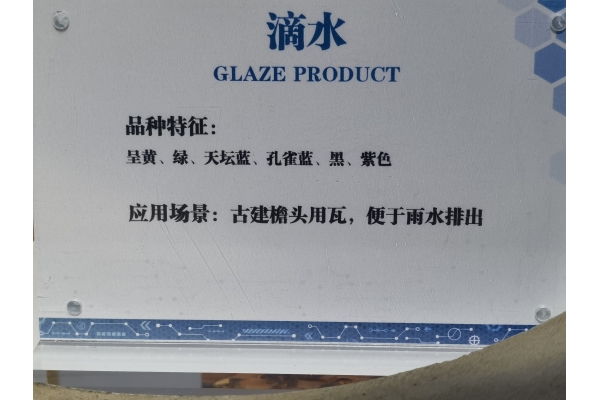 滴水
GLAZE PRODUCT
品种特征：
呈黄、绿、天坛蓝、孔雀蓝、黑、紫色
应用场景：古建檐头用瓦，便于雨水排出